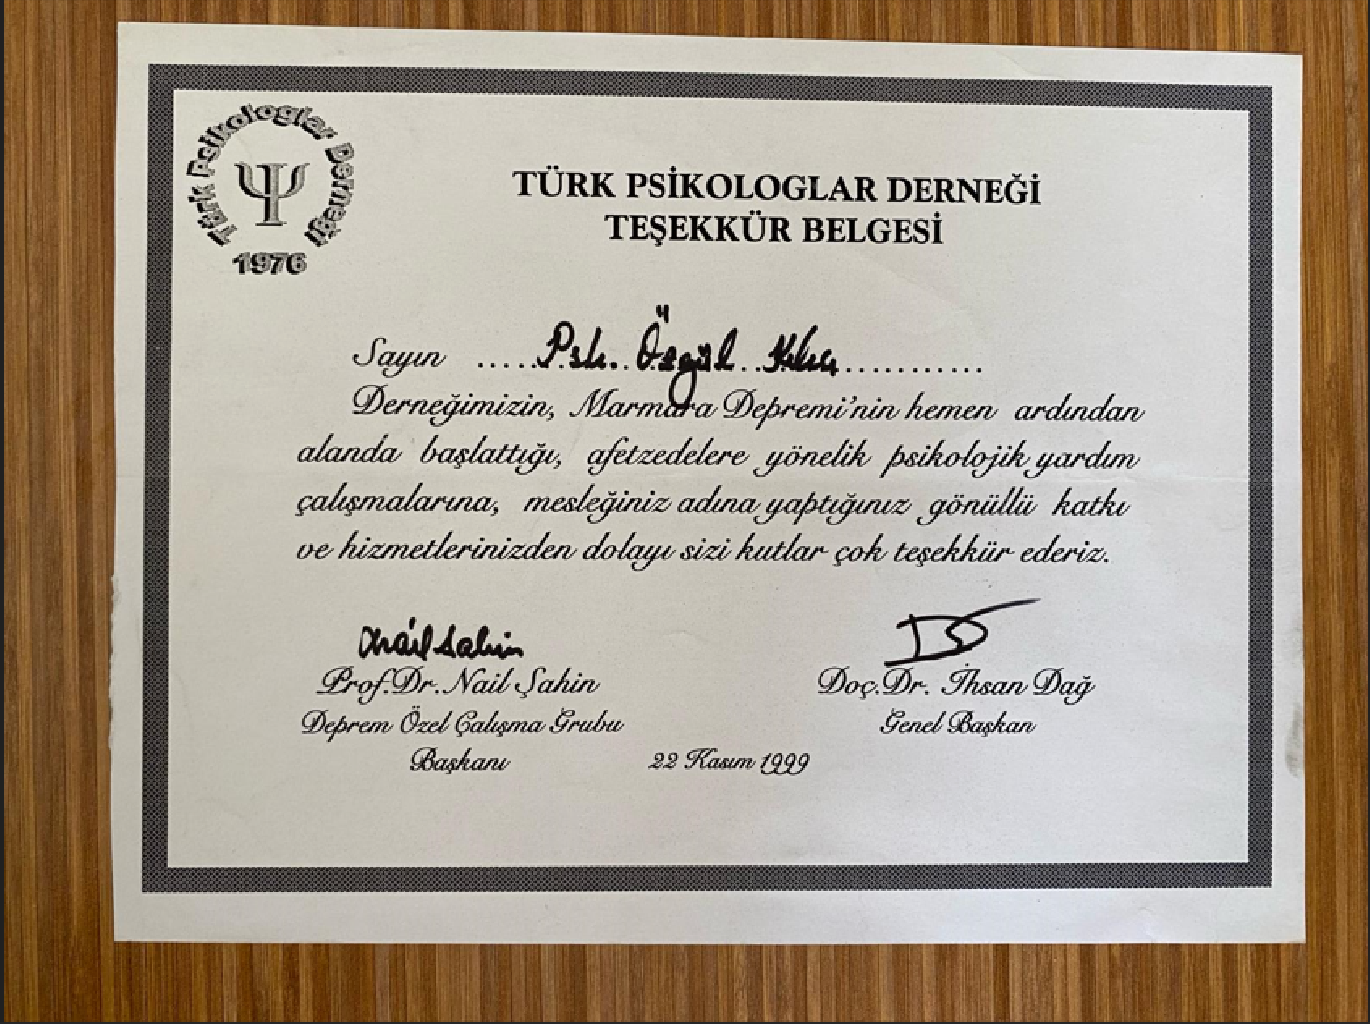 Türk Psikologlar Derneği
1976
TÜRK PSİKOLOGLAR DERNEĞİ
TEŞEKKÜR BELGESİ
Sayın .....Psk. Özgül ..............
Derneğimizin, Marmara Depremi'nin hemen ardından
alanda başlattığı, afetzedelere yönelik psikolojik yardım
çalışmalarına, mesleğiniz adına yaptığınız gönüllü katkı
ve hizmetlerinizden dolayı sizi kutlar çok teşekkür ederiz.
Nail Sahin
Prof.Dr. Nail Şahin
Doç.Dr. İhsan Dağ
Deprem Özel Çalışma Grubu
Genel Başkan
Başkanı
22 Kasım 1999